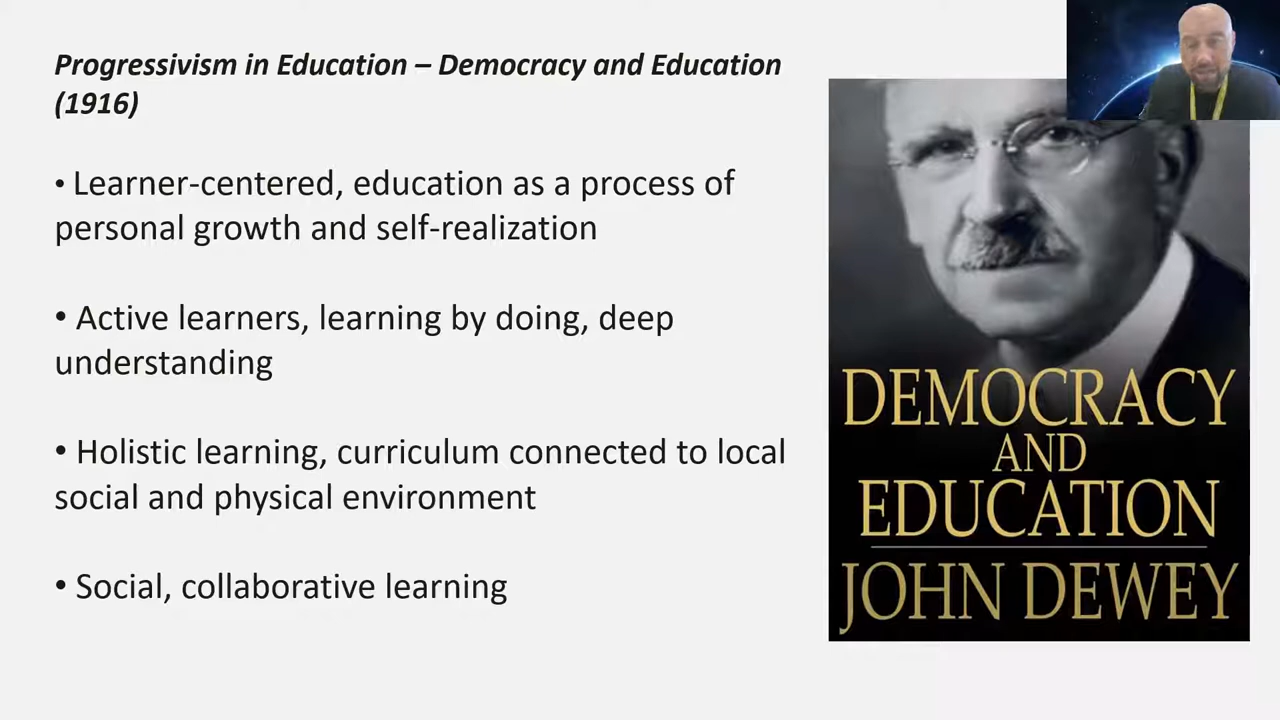 Progressivism in Education – Democracy and Education
(1916)
• Learner-centered, education as a process of
personal growth and self-realization
• Active learners, learning by doing, deep
understanding
• Holistic learning, curriculum connected to local
social and physical environment
• Social, collaborative learning
DEMOCRACY
AND
EDUCATION
JOHN DEWEY